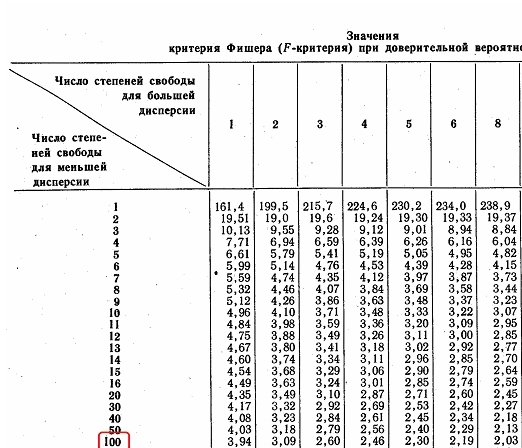 Значения
критерия Фишера (F-критерия) при доверительной вероятно
Число степеней свободы
для большей
дисперсии
Число степе-
ней свободы
для меньшей
дисперсии
1 2 3 4 5 6 8
1 161,4 199,5 215,7 224,6 230,2 234,0 238,9
2 19,51 19,0 19,6 19,24 19,30 19,33 19,37
3 10,13 9,55 9,28 9,12 9,01 8,94 8,84
4 7,71 6,94 6,59 6,39 6,26 6,16 6,04
5 6,61 5,79 5,41 5,19 5,05 4,95 4,82
6 5,99 5,14 4,76 4,53 4,39 4,28 4,15
7 5,59 4,74 4,35 4,12 3,97 3,87 3,73
8 5,32 4,46 4,07 3,84 3,69 3,58 3,44
9 5,12 4,26 3,86 3,63 3,48 3,37 3,23
10 4,96 4,10 3,71 3,48 3,33 3,22 3,07
11 4,84 3,98 3,59 3,36 3,20 3,09 2,95
12 4,75 3,88 3,49 3,26 3,11 3,00 2,85
13 4,67 3,80 3,41 3,18 3,02 2,92 2,77
14 4,60 3,74 3,34 3,11 2,96 2,85 2,70
15 4,54 3,68 3,29 3,06 2,90 2,79 2,64
16 4,49 3,63 3,24 3,01 2,85 2,74 2,59
20 4,35 3,49 3,10 2,87 2,71 2,60 2,45
30 4,17 3,32 2,92 2,69 2,53 2,42 2,27
40 4,08 3,23 2,84 2,61 2,45 2,34 2,18
50 4,03 3,18 2,79 2,56 2,40 2,29 2,13
100 3,94 3,09 2,60 2,46 2,30 2,19 2,03